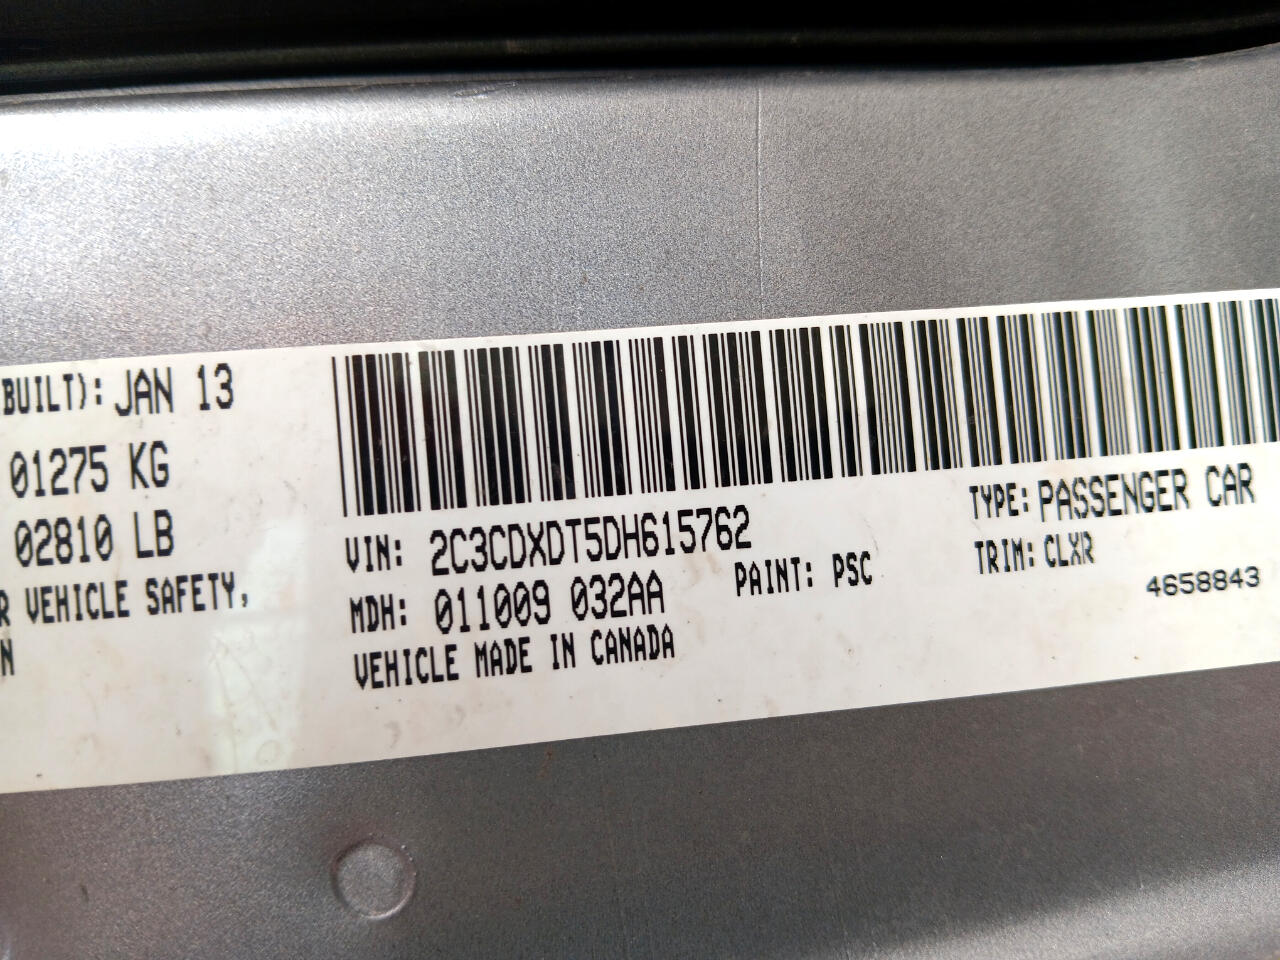 BUILT): JAN 13
01275 KG
02810 LB
R VEHICLE SAFETY,
N
VIN: 2C3CDXDT5DH615762
TYPE: PASSENGER CAR
MDH: 011009 032AA
PAINT: PSC
TRIM: CLXR
VEHICLE MADE IN CANADA
4658843